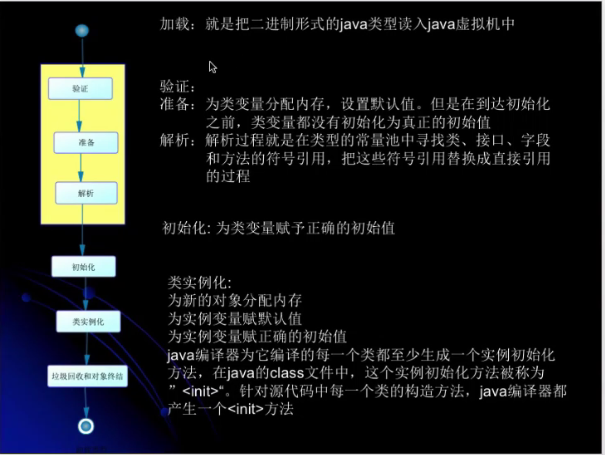 加载：就是把二进制形式的java类型读入java虚拟机中
验证：
准备：为类变量分配内存，设置默认值。但是在到达初始化
之前，类变量都没有初始化为真正的初始值
解析：解析过程就是在类型的常量池中寻找类、接口、字段
和方法的符号引用，把这些符号引用替换成直接引用
的过程
初始化: 为类变量赋予正确的初始值
类实例化:
为新的对象分配内存
为实例变量赋默认值
为实例变量赋正确的初始值
java编译器为它编译的每一个类都至少生成一个实例初始化
方法，在java的class文件中，这个实例初始化方法被称为
”<init>“。针对源代码中每一个类的构造方法，java编译器都
产生一个<init>方法
验证
准备
解析
初始化
类实例化
垃圾回收和对象终结